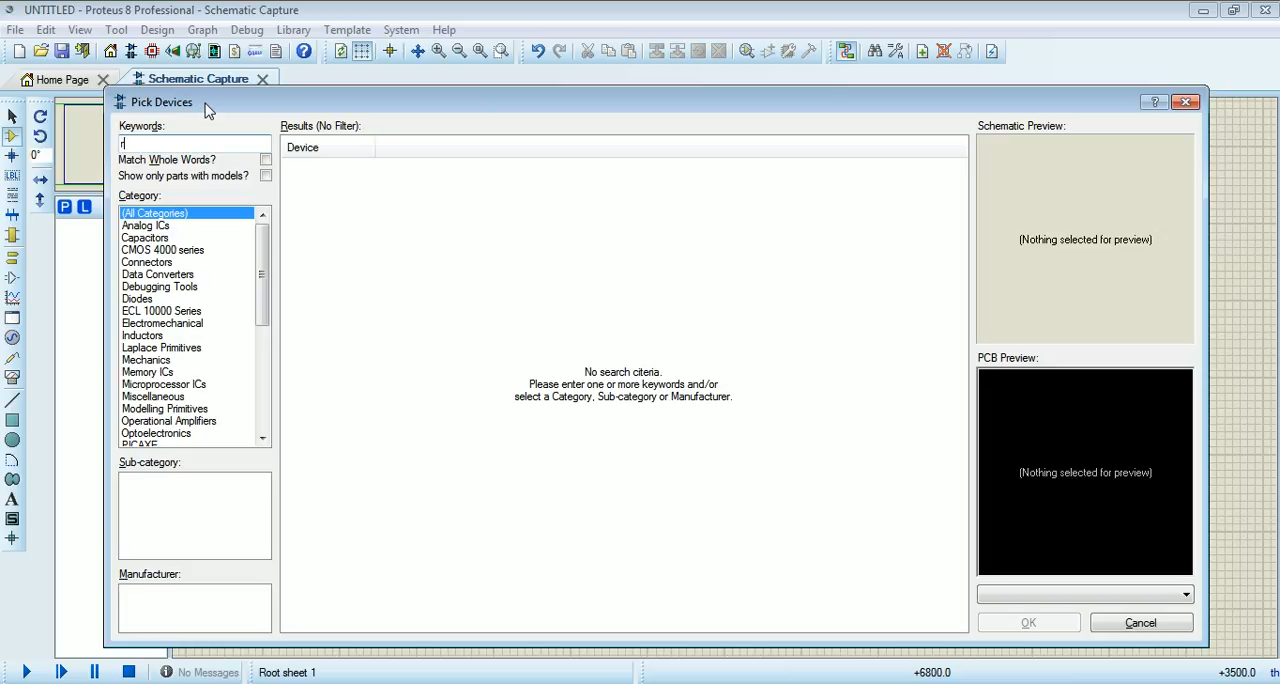 UNTITLED - Proteus 8 Professional - Schematic Capture
File Edit View Tool Design Graph Debug Library Template System Help
Home Page
Schematic Capture
Pick Devices
Keywords:
r
Match Whole Words?
Show only parts with models?
Category:
(All Categories)
Analog ICs
Capacitors
CMOS 4000 series
Connectors
Data Converters
Debugging Tools
Diodes
ECL 10000 Series
Electromechanical
Inductors
Laplace Primitives
Mechanics
Memory ICs
Microprocessor ICs
Miscellaneous
Modelling Primitives
Operational Amplifiers
Optoelectronics
PICAXE
Sub-category:
Manufacturer:
Results (No Filter):
Device
No search citeria.
Please enter one or more keywords and/or
select a Category, Sub-category or Manufacturer.
Schematic Preview:
(Nothing selected for preview)
PCB Preview:
(Nothing selected for preview)
OK Cancel
0°
LBL
P L
A
S
No Messages Root sheet 1 +6800.0 +3500.0 th